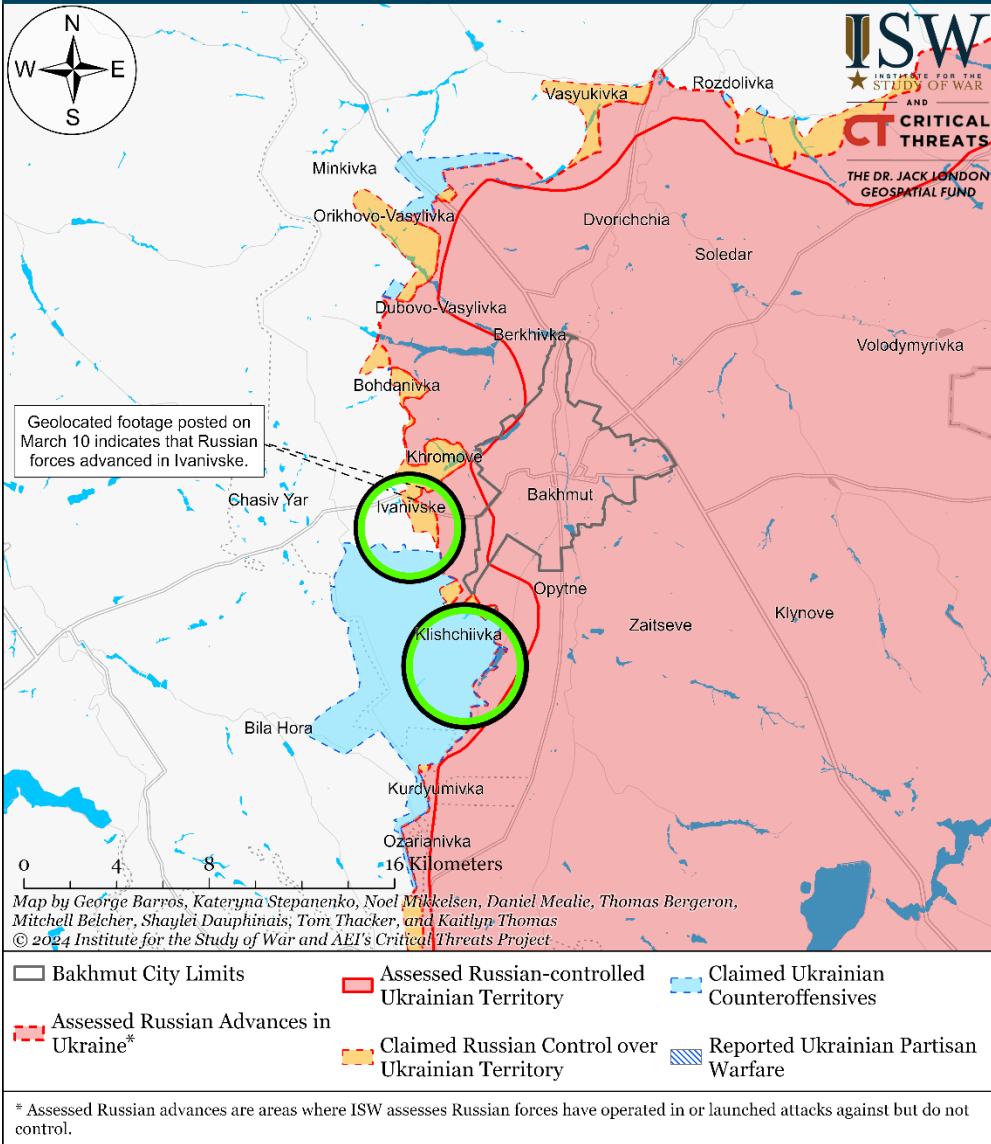 N
W E
S
ISW
INSTITUTE FOR THE
STUDY OF WAR
AND
CT CRITICAL
THREATS
THE DR. JACK LONDON
GEOSPATIAL FUND
Vasyukivka
Rozdolivka
Minkivka
Orikhovo-Vasylivka
Dvorichchia
Soledar
Dubovo-Vasylivka
Berkhivka
Volodymyrivka
Bohdanivka
Geolocated footage posted on
March 10 indicates that Russian
forces advanced in Ivanivske.
Khromove
Chasiv Yar
Ivanivske
Bakhmut
Opytne
Klishchiivka
Zaitseve
Klynove
Bila Hora
Kurdyumivka
Ozarianivka
0 4 8 16 Kilometers
Map by George Barros, Kateryna Stepanenko, Noel Mikkelsen, Daniel Mealie, Thomas Bergeron,
Mitchell Belcher, Shaylei Dauphinais, Tom Thacker, and Kaitlyn Thomas
© 2024 Institute for the Study of War and AEI's Critical Threats Project
Bakhmut City Limits
Assessed Russian Advances in
Ukraine*
Assessed Russian-controlled
Ukrainian Territory
Claimed Russian Control over
Ukrainian Territory
Claimed Ukrainian
Counteroffensives
Reported Ukrainian Partisan
Warfare
* Assessed Russian advances are areas where ISW assesses Russian forces have operated in or launched attacks against but do not
control.